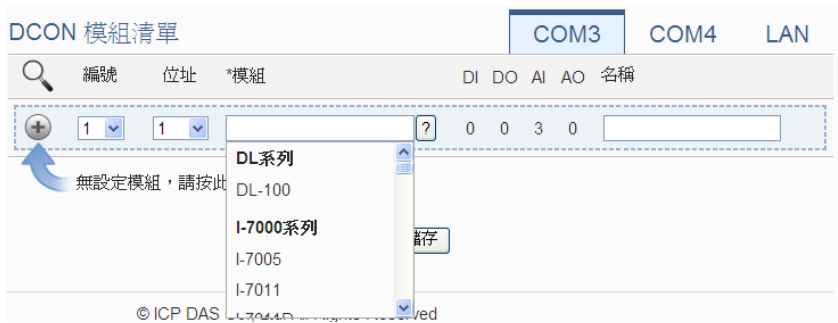 DCON 模組清單 COM3 COM4 LAN
編號 位址 *模組 DI DO AI AO 名稱
1 1 ? 0 0 3 0
DL系列
無設定模組，請按此
DL-100
I-7000系列
儲存
I-7005
I-7011
© ICP DAS